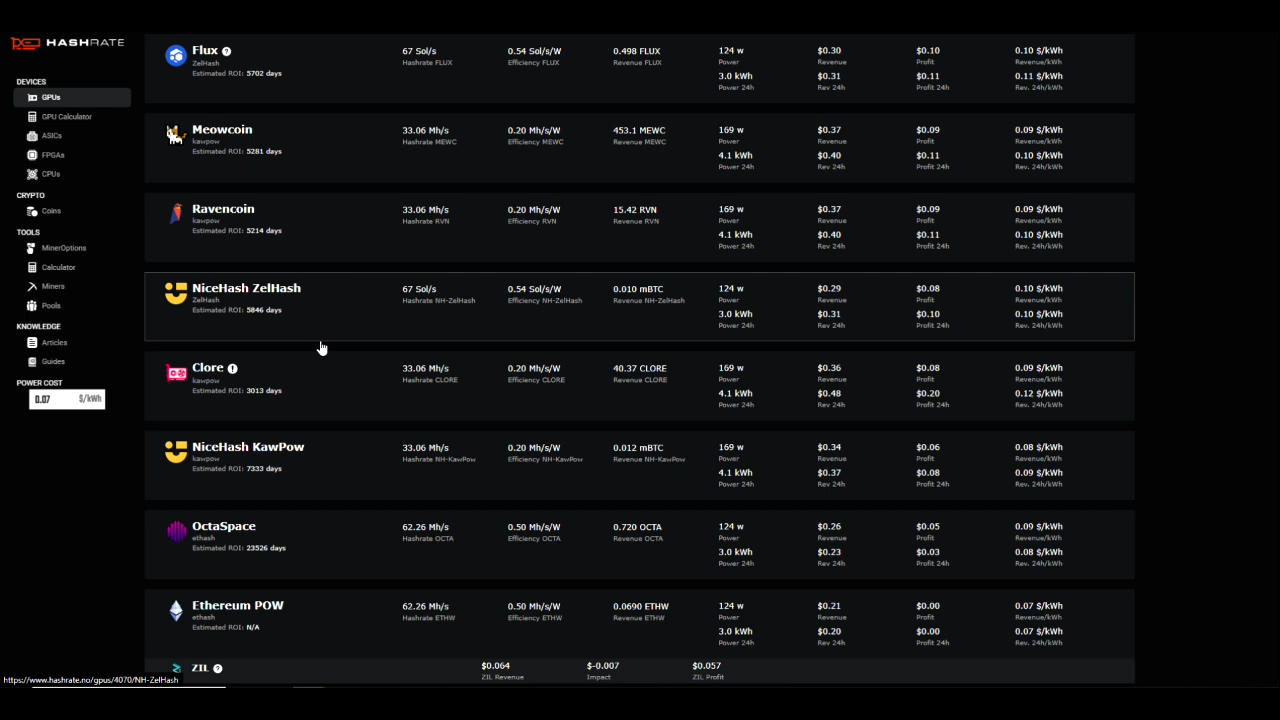 HASHRATE
DEVICES
GPUs
GPU Calculator
ASICs
FPGAs
CPUs
CRYPTO
Coins
TOOLS
MinerOptions
Calculator
Miners
Pools
KNOWLEDGE
Articles
Guides
POWER COST
0.07 $/kWh
Flux ?
ZelHash
Estimated ROI: 5702 days
67 Sol/s
Hashrate FLUX
0.54 Sol/s/W
Efficiency FLUX
0.498 FLUX
Revenue FLUX
124 w
Power
3.0 kWh
Power 24h
$0.30
Revenue
$0.31
Rev 24h
$0.10
Profit
$0.11
Profit 24h
0.10 $/kWh
Revenue/kWh
0.11 $/kWh
Rev. 24h/kWh
Meowcoin
kawpow
Estimated ROI: 5281 days
33.06 Mh/s
Hashrate MEWC
0.20 Mh/s/W
Efficiency MEWC
453.1 MEWC
Revenue MEWC
169 w
Power
4.1 kWh
Power 24h
$0.37
Revenue
$0.40
Rev 24h
$0.09
Profit
$0.11
Profit 24h
0.09 $/kWh
Revenue/kWh
0.10 $/kWh
Rev. 24h/kWh
Ravencoin
kawpow
Estimated ROI: 5214 days
33.06 Mh/s
Hashrate RVN
0.20 Mh/s/W
Efficiency RVN
15.42 RVN
Revenue RVN
169 w
Power
4.1 kWh
Power 24h
$0.37
Revenue
$0.40
Rev 24h
$0.09
Profit
$0.11
Profit 24h
0.09 $/kWh
Revenue/kWh
0.10 $/kWh
Rev. 24h/kWh
NiceHash ZelHash
ZelHash
Estimated ROI: 5846 days
67 Sol/s
Hashrate NH-ZelHash
0.54 Sol/s/W
Efficiency NH-ZelHash
0.010 mBTC
Revenue NH-ZelHash
124 w
Power
3.0 kWh
Power 24h
$0.29
Revenue
$0.31
Rev 24h
$0.08
Profit
$0.10
Profit 24h
0.10 $/kWh
Revenue/kWh
0.10 $/kWh
Rev. 24h/kWh
Clore !
kawpow
Estimated ROI: 3013 days
33.06 Mh/s
Hashrate CLORE
0.20 Mh/s/W
Efficiency CLORE
40.37 CLORE
Revenue CLORE
169 w
Power
4.1 kWh
Power 24h
$0.36
Revenue
$0.48
Rev 24h
$0.08
Profit
$0.20
Profit 24h
0.09 $/kWh
Revenue/kWh
0.12 $/kWh
Rev. 24h/kWh
NiceHash KawPow
kawpow
Estimated ROI: 7333 days
33.06 Mh/s
Hashrate NH-KawPow
0.20 Mh/s/W
Efficiency NH-KawPow
0.012 mBTC
Revenue NH-KawPow
169 w
Power
4.1 kWh
Power 24h
$0.34
Revenue
$0.37
Rev 24h
$0.06
Profit
$0.08
Profit 24h
0.08 $/kWh
Revenue/kWh
0.09 $/kWh
Rev. 24h/kWh
OctaSpace
ethash
Estimated ROI: 23526 days
62.26 Mh/s
Hashrate OCTA
0.50 Mh/s/W
Efficiency OCTA
0.720 OCTA
Revenue OCTA
124 w
Power
3.0 kWh
Power 24h
$0.26
Revenue
$0.23
Rev 24h
$0.05
Profit
$0.03
Profit 24h
0.09 $/kWh
Revenue/kWh
0.08 $/kWh
Rev. 24h/kWh
Ethereum POW
ethash
Estimated ROI: N/A
62.26 Mh/s
Hashrate ETHW
0.50 Mh/s/W
Efficiency ETHW
0.0690 ETHW
Revenue ETHW
124 w
Power
3.0 kWh
Power 24h
$0.21
Revenue
$0.20
Rev 24h
$0.00
Profit
$0.00
Profit 24h
0.07 $/kWh
Revenue/kWh
0.07 $/kWh
Rev. 24h/kWh
ZIL ?
$0.064
ZIL Revenue
$-0.007
Impact
$0.057
ZIL Profit
https://www.hashrate.no/gpus/4070/NH-ZelHash